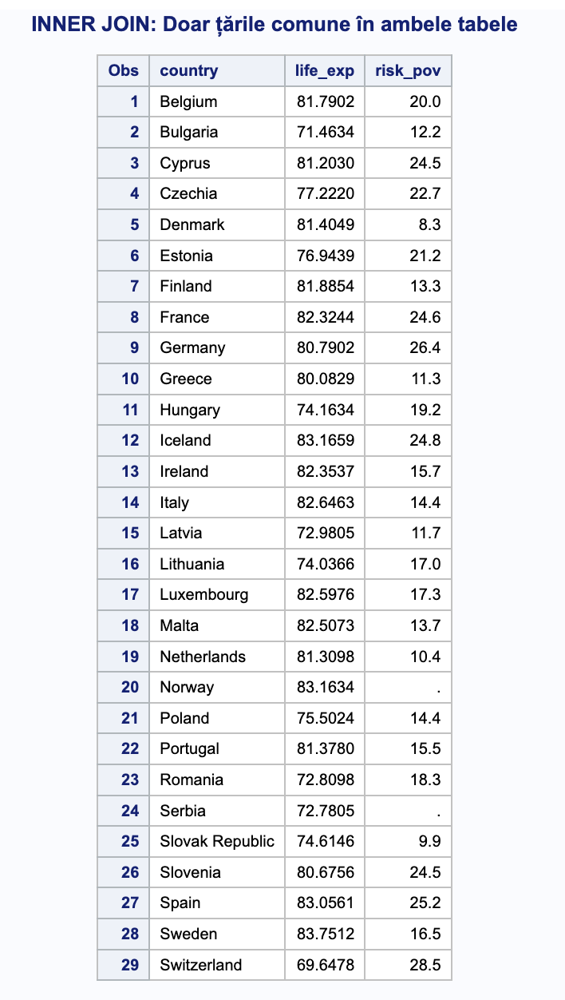 INNER JOIN: Doar țările comune în ambele tabele
Obs country life_exp risk_pov
1 Belgium 81.7902 20.0
2 Bulgaria 71.4634 12.2
3 Cyprus 81.2030 24.5
4 Czechia 77.2220 22.7
5 Denmark 81.4049 8.3
6 Estonia 76.9439 21.2
7 Finland 81.8854 13.3
8 France 82.3244 24.6
9 Germany 80.7902 26.4
10 Greece 80.0829 11.3
11 Hungary 74.1634 19.2
12 Iceland 83.1659 24.8
13 Ireland 82.3537 15.7
14 Italy 82.6463 14.4
15 Latvia 72.9805 11.7
16 Lithuania 74.0366 17.0
17 Luxembourg 82.5976 17.3
18 Malta 82.5073 13.7
19 Netherlands 81.3098 10.4
20 Norway 83.1634 .
21 Poland 75.5024 14.4
22 Portugal 81.3780 15.5
23 Romania 72.8098 18.3
24 Serbia 72.7805 .
25 Slovak Republic 74.6146 9.9
26 Slovenia 80.6756 24.5
27 Spain 83.0561 25.2
28 Sweden 83.7512 16.5
29 Switzerland 69.6478 28.5